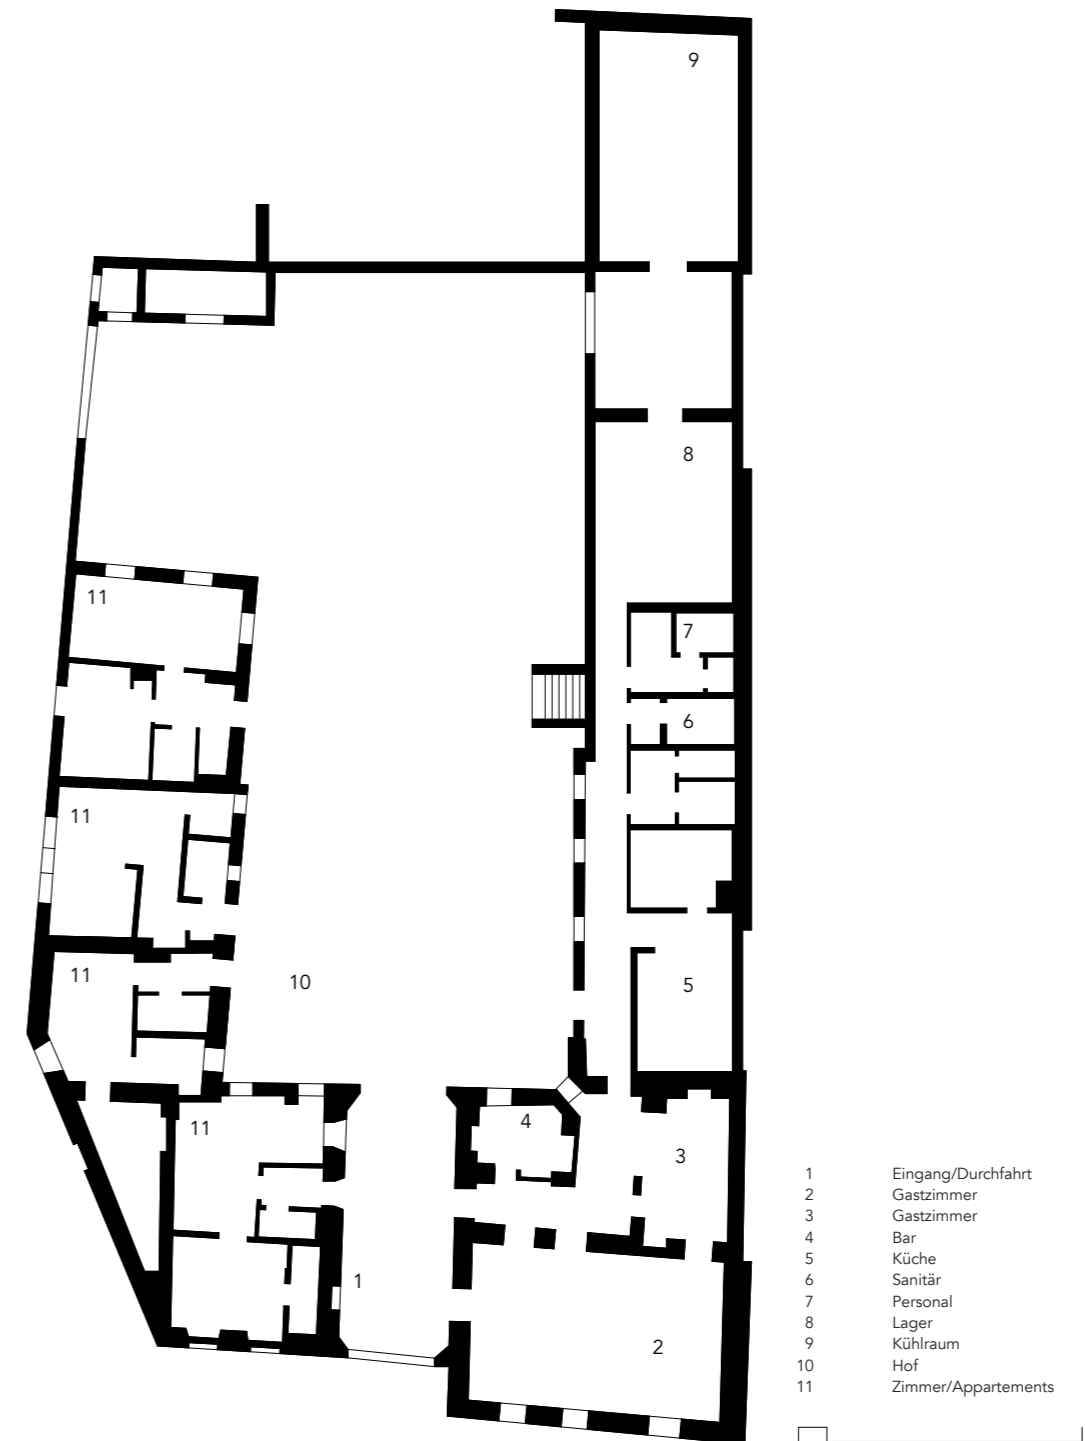 9
8
11
7
6
11
11
10
5
4
11
3
1
2
1 Eingang/Durchfahrt
2 Gastzimmer
3 Gastzimmer
4 Bar
5 Küche
6 Sanitär
7 Personal
8 Lager
9 Kühlraum
10 Hof
11 Zimmer/Appartements